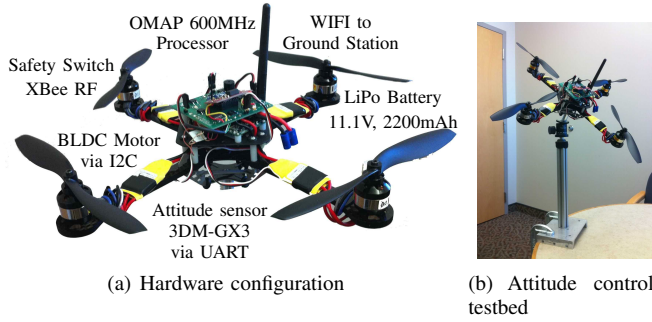 OMAP 600MHz
Processor
WIFI to
Ground Station
Safety Switch
XBee RF
LiPo Battery
11.1V, 2200mAh
BLDC Motor
via I2C
Attitude sensor
3DM-GX3
via UART
(a) Hardware configuration
(b) Attitude control
testbed